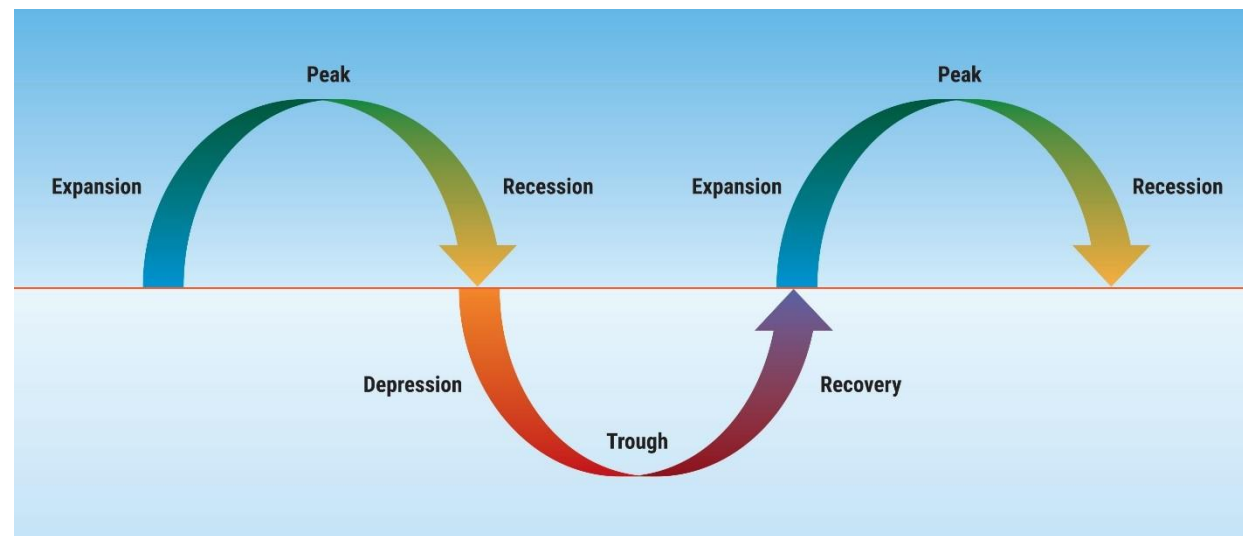 Peak
Peak
Expansion
Recession
Expansion
Recession
Depression
Recovery
Trough